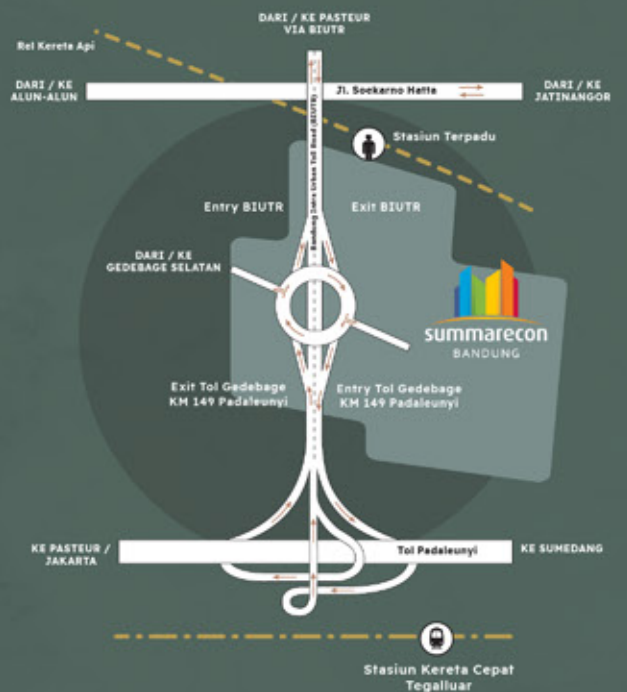 DARI / KE PASTEUR
VIA BIUTR
Rel Kereta Api
DARI / KE
ALUN-ALUN
Jl. Soekarno Hatta
DARI / KE
JATINANGOR
Stasiun Terpadu
Bandung Intra Urban Toll Road (BIUTR)
Entry BIUTR
Exit BIUTR
DARI / KE
GEDEBAGE SELATAN
summarecon
BANDUNG
Exit Tol Gedebage
KM 149 Padaleunyi
Entry Tol Gedebage
KM 149 Padaleunyi
KE PASTEUR /
JAKARTA
Tol Padaleunyi
KE SUMEDANG
Stasiun Kereta Cepat
Tegalluar